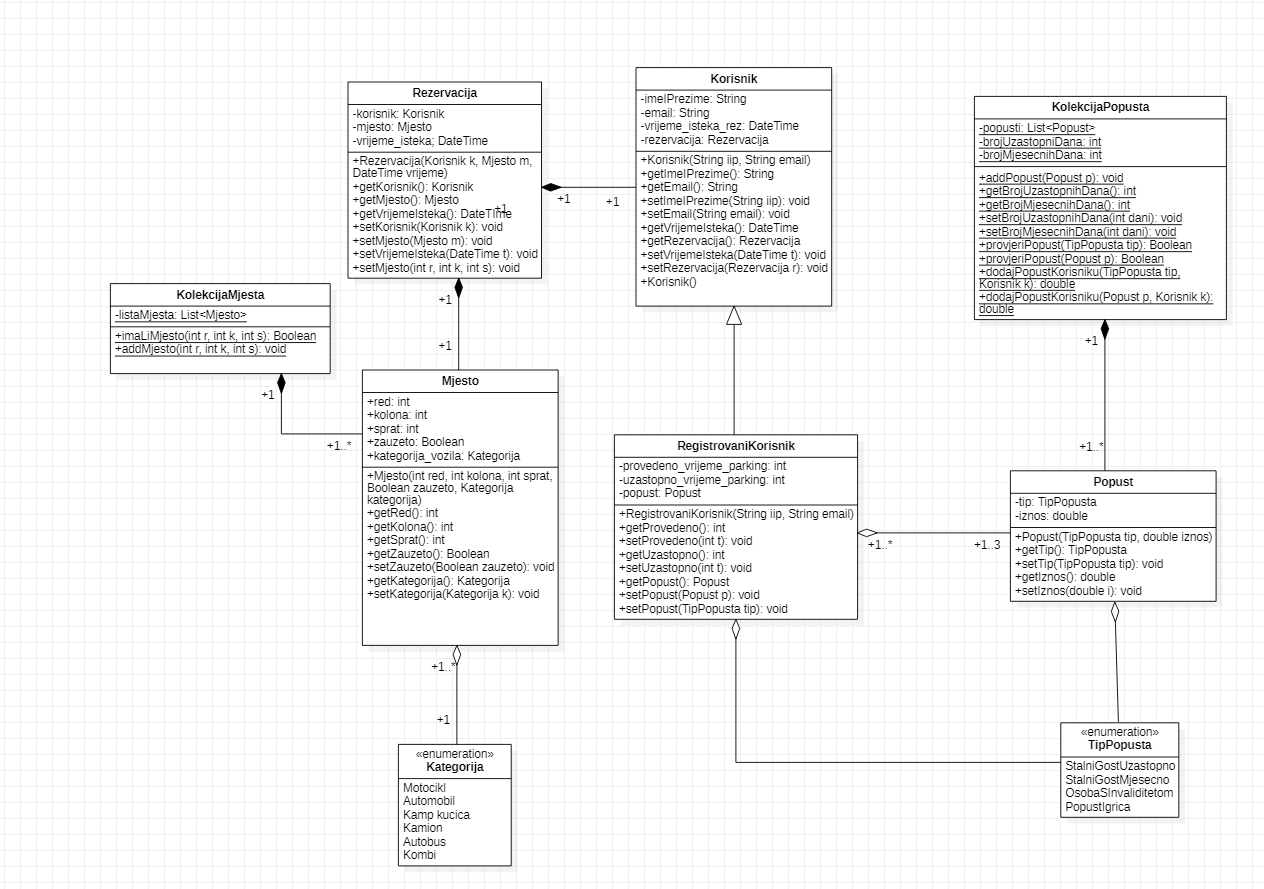 Rezervacija
-korisnik: Korisnik
-mjesto: Mjesto
-vrijeme_isteka; DateTime
+Rezervacija(Korisnik k, Mjesto m,
DateTime vrijeme)
+getKorisnik(): Korisnik
+getMjesto(): Mjesto
+getVrijemeIsteka(): DateTIme
+setKorisnik(Korisnik k): void
+setMjesto(Mjesto m): void
+setVrijemeIsteka(DateTime t): void
+setMjesto(int r, int k, int s): void
+1
+1
+1
Korisnik
-imeIPrezime: String
-email: String
-vrijeme_isteka_rez: DateTime
-rezervacija: Rezervacija
+Korisnik(String iip, String email)
+getImeIPrezime(): String
+getEmail(): String
+setImeIPrezime(String iip): void
+setEmail(String email): void
+getVrijemeIsteka(): DateTime
+getRezervacija(): Rezervacija
+setVrijemeIsteka(DateTime t): void
+setRezervacija(Rezervacija r): void
+Korisnik()
KolekcijaPopusta
-popusti: List<Popust>
-brojUzastopniDana: int
-brojMjesecnihDana: int
+addPopust(Popust p): void
+getBrojUzastopnihDana(): int
+getBrojMjesecnihDana(): int
+setBrojUzastopnihDana(int dani): void
+setBrojMjesecnihDana(int dani): void
+provjeriPopust(TipPopusta tip): Boolean
+provjeriPopust(Popust p): Boolean
+dodajPopustKorisniku(TipPopusta tip,
Korisnik k): double
+dodajPopustKorisniku(Popust p, Korisnik k):
double
KolekcijaMjesta
-listaMjesta: List<Mjesto>
+imaLiMjesto(int r, int k, int s): Boolean
+addMjesto(int r, int k, int s): void
+1
+1..*
+1
+1
Mjesto
+red: int
+kolona: int
+sprat: int
+zauzeto: Boolean
+kategorija_vozila: Kategorija
+Mjesto(int red, int kolona, int sprat,
Boolean zauzeto, Kategorija
kategorija)
+getRed(): int
+getKolona(): int
+getSprat(): int
+getZauzeto(): Boolean
+setZauzeto(Boolean zauzeto): void
+getKategorija(): Kategorija
+setKategorija(Kategorija k): void
RegistrovaniKorisnik
-provedeno_vrijeme_parking: int
-uzastopno_vrijeme_parking: int
-popust: Popust
+RegistrovaniKorisnik(String iip, String email)
+getProvedeno(): int
+setProvedeno(int t): void
+getUzastopno(): int
+setUzastopno(int t): void
+getPopust(): Popust
+setPopust(Popust p): void
+setPopust(TipPopusta tip): void
+1..*
+1..3
+1
+1..*
Popust
-tip: TipPopusta
-iznos: double
+Popust(TipPopusta tip, double iznos)
+getTip(): TipPopusta
+setTip(TipPopusta tip): void
+getIznos(): double
+setIznos(double i): void
+1..*
+1
«enumeration»
Kategorija
Motocikl
Automobil
Kamp kucica
Kamion
Autobus
Kombi
«enumeration»
TipPopusta
StalniGostUzastopno
StalniGostMjesecno
OsobaSInvaliditetom
PopustIgrica